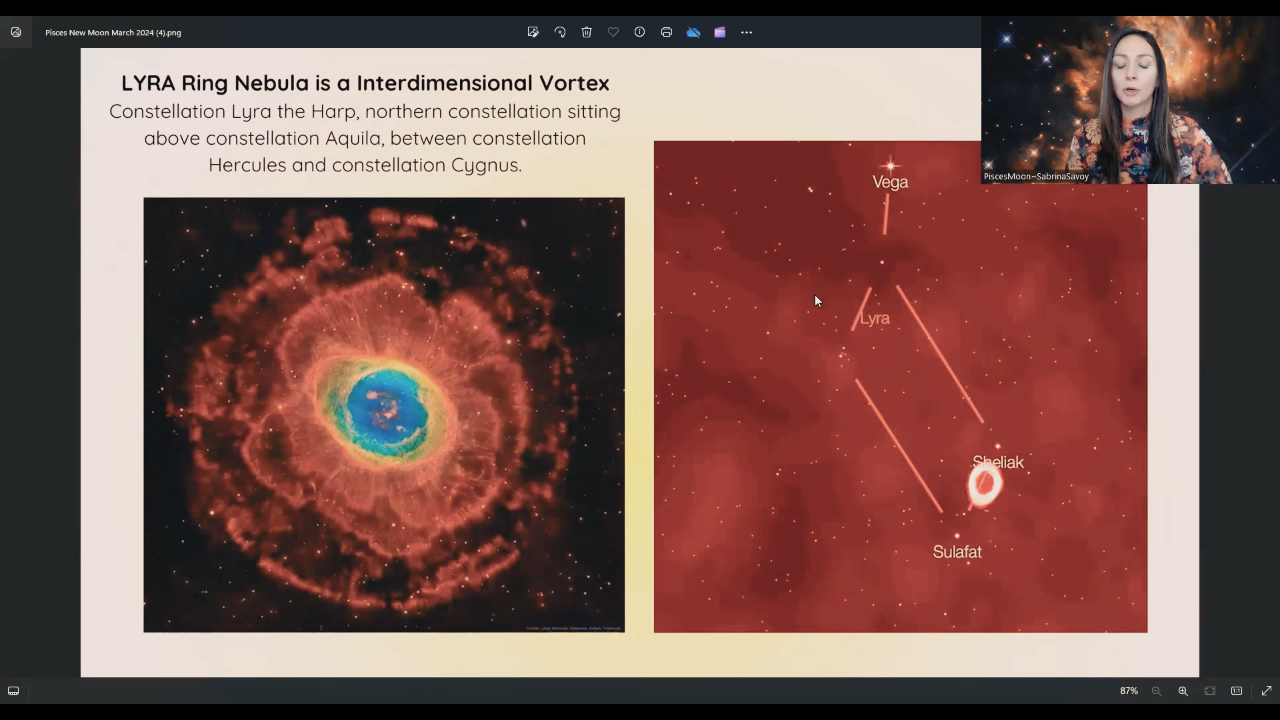 Pisces New Moon March 2024 (4).png
LYRA Ring Nebula is a Interdimensional Vortex
Constellation Lyra the Harp, northern constellation sitting
above constellation Aquila, between constellation
Hercules and constellation Cygnus.
PiscesMoon~SabrinaSavoy
Vega
Lyra
Sheliak
Sulafat
87%